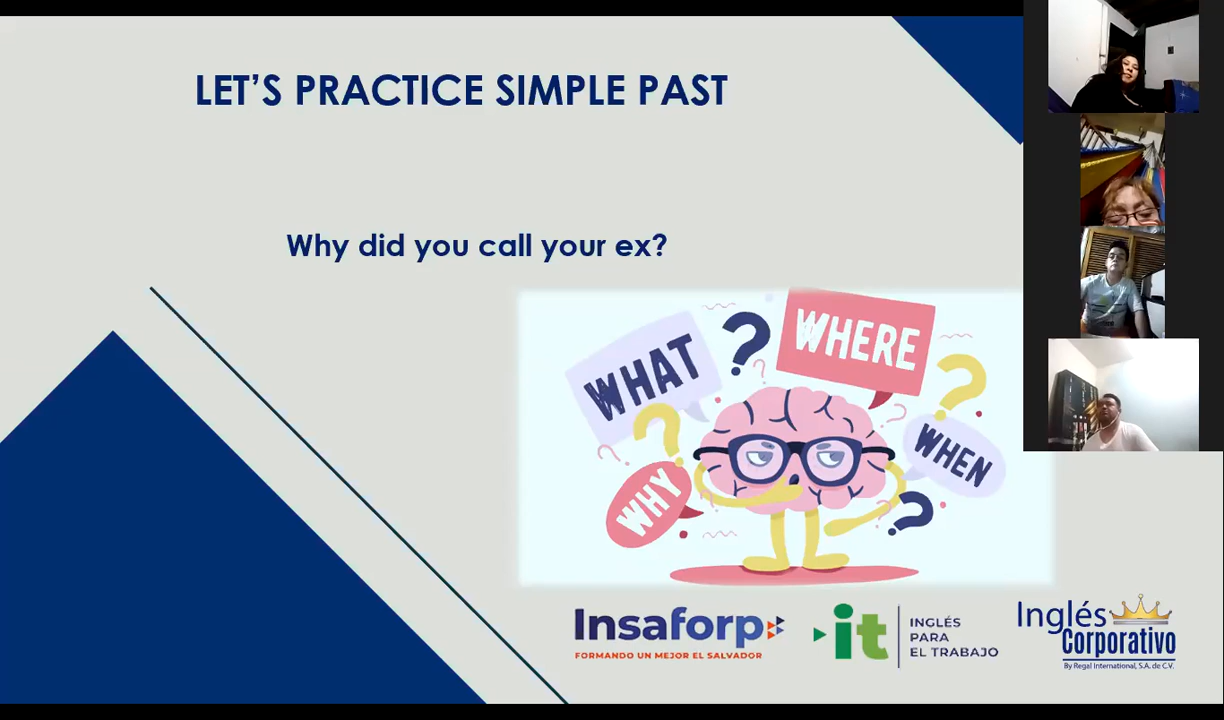 LET'S PRACTICE SIMPLE PAST
Why did you call your ex?
WHAT
WHERE
WHY
WHEN
Insaforp
FORMANDO UN MEJOR EL SALVADOR
it
INGLÉS
PARA
EL TRABAJO
Inglés
Corporativo
By Regal International, S.A. de C.V.